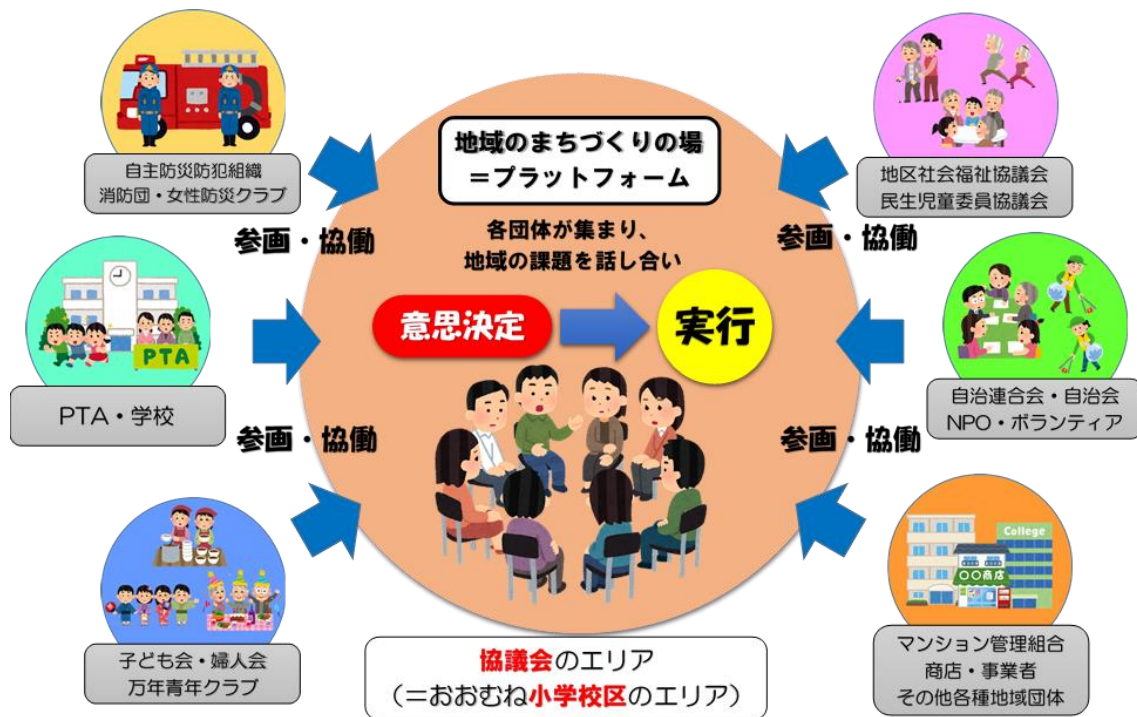 自主防災防犯組織
消防団・女性防災クラブ
地域のまちづくりの場
＝プラットフォーム
地区社会福祉協議会
民生児童委員協議会
参画・協働
各団体が集まり、
地域の課題を話し合い
参画・協働
PTA
PTA・学校
意思決定
実行
自治連合会・自治会
NPO・ボランティア
参画・協働
参画・協働
College
〇〇商店
子ども会・婦人会
万年青年クラブ
協議会のエリア
（＝おおむね小学校区のエリア）
マンション管理組合
商店・事業者
その他各種地域団体